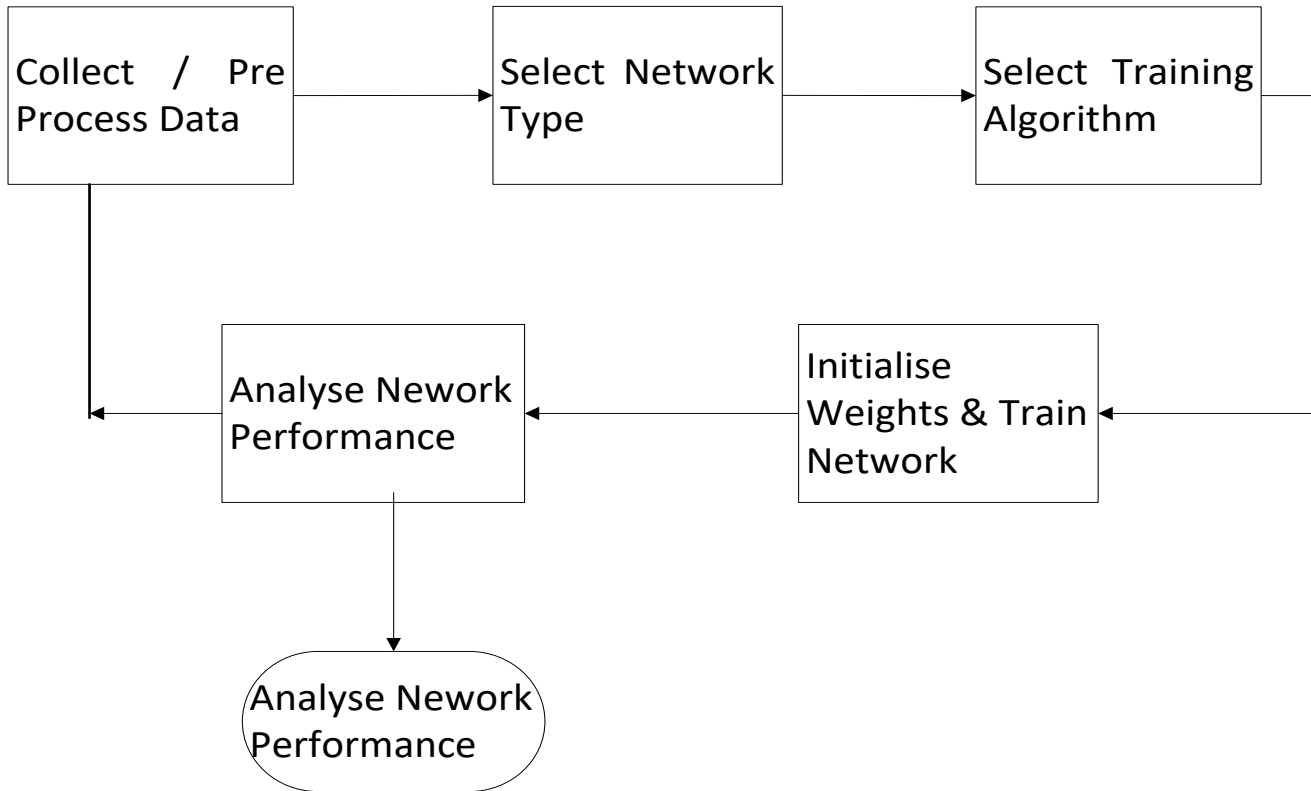 Collect / Pre
Process Data
Select Network
Type
Select Training
Algorithm
Analyse Nework
Performance
Initialise
Weights & Train
Network
Analyse Nework
Performance